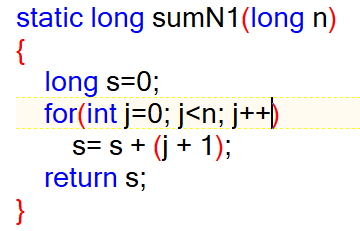 static long sumN1(long n)
{
long s=0;
for(int j=0; j<n; j++)
s= s + (j + 1);
return s;
}